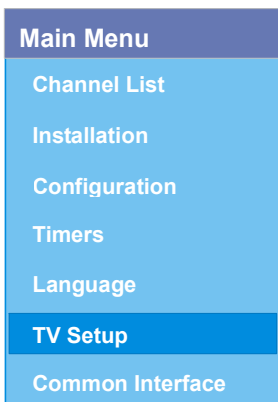 Main Menu
Channel List
Installation
Configuration
Timers
Language
TV Setup
Common Interface